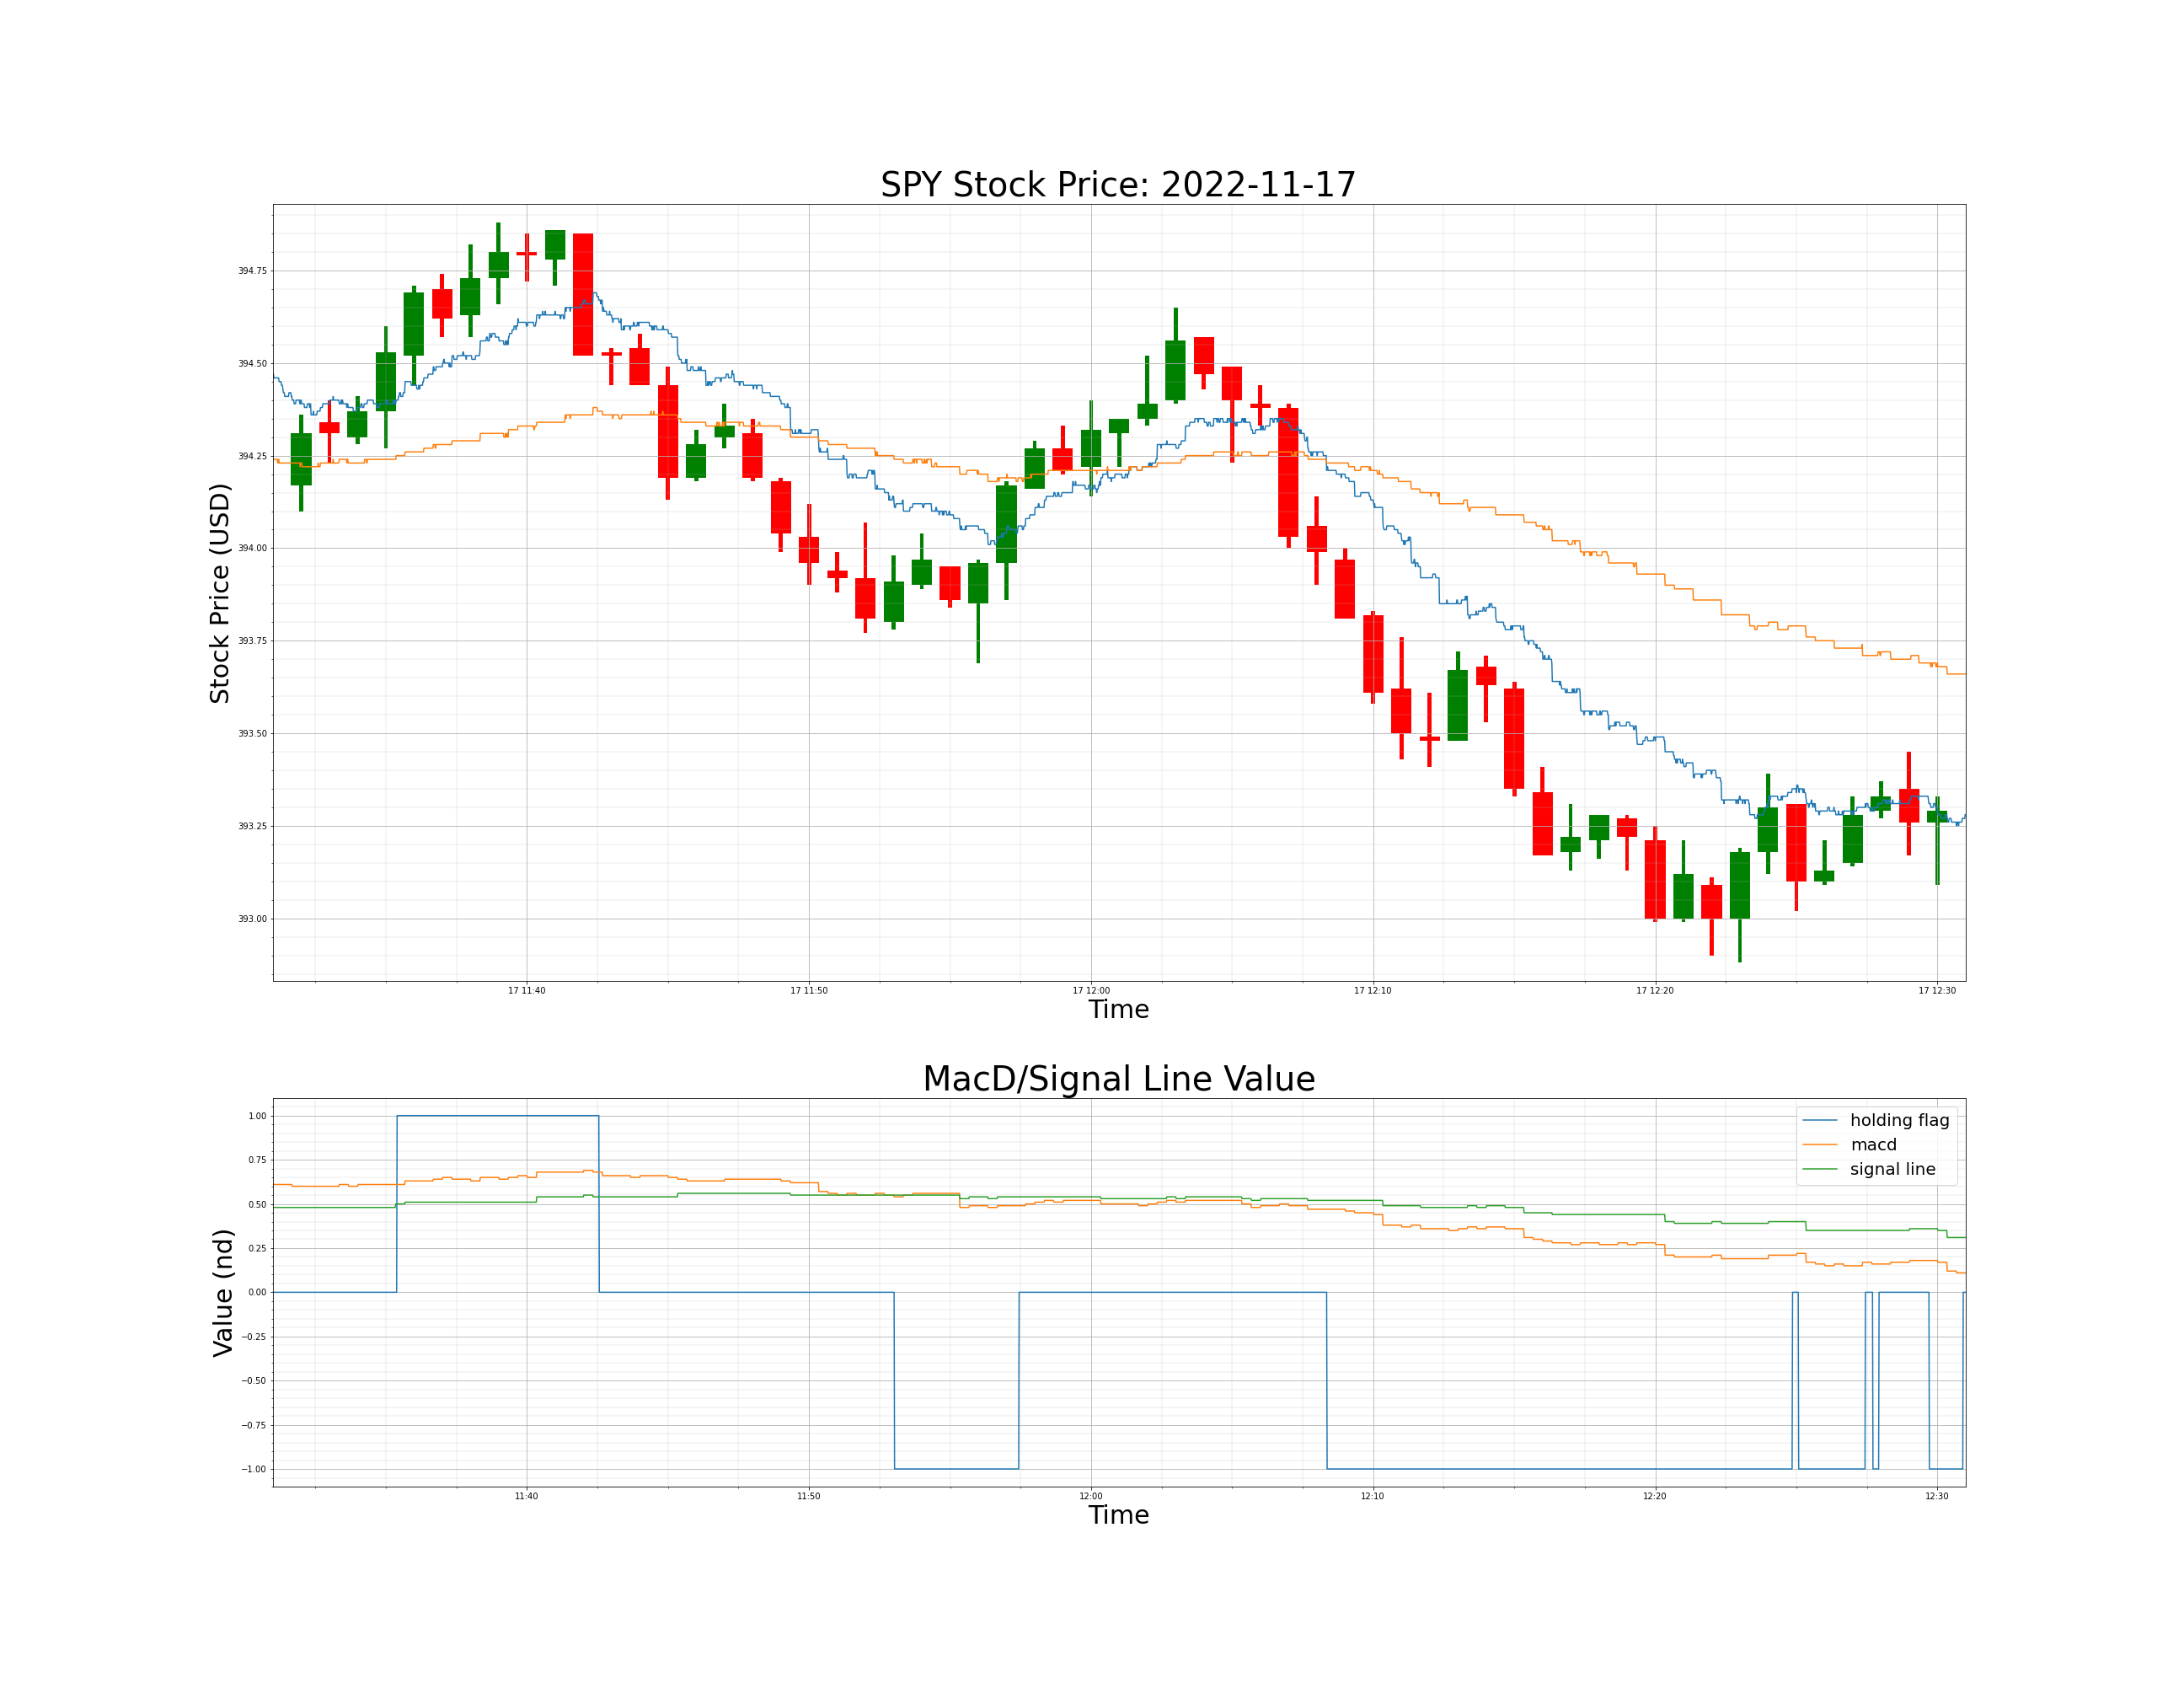 SPY Stock Price: 2022-11-17
Stock Price (USD)
394.75
394.50
394.25
394.00
393.75
393.50
393.25
393.00
17 11:40 17 11:50 17 12:00 17 12:10 17 12:20 17 12:30
Time
MacD/Signal Line Value
Value (nd)
1.00
0.75
0.50
0.25
0.00
−0.25
−0.50
−0.75
−1.00
holding flag
macd
signal line
11:40 11:50 12:00 12:10 12:20 12:30
Time